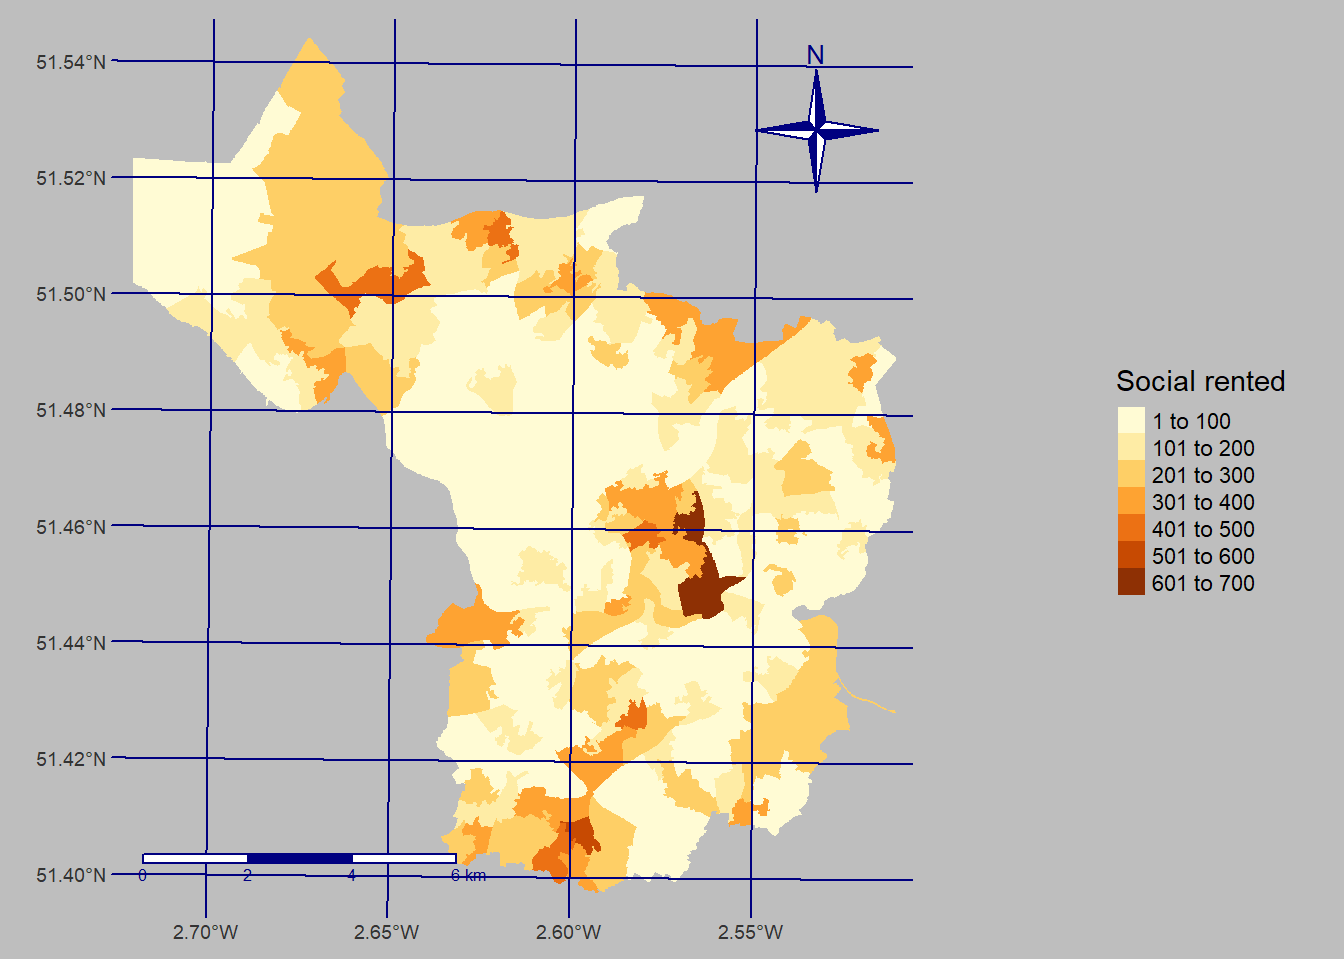 N
51.54°N
51.52°N
51.50°N
51.48°N
51.46°N
51.44°N
51.42°N
51.40°N
0 2 4 6 km
2.70°W 2.65°W 2.60°W 2.55°W
Social rented
1 to 100
101 to 200
201 to 300
301 to 400
401 to 500
501 to 600
601 to 700